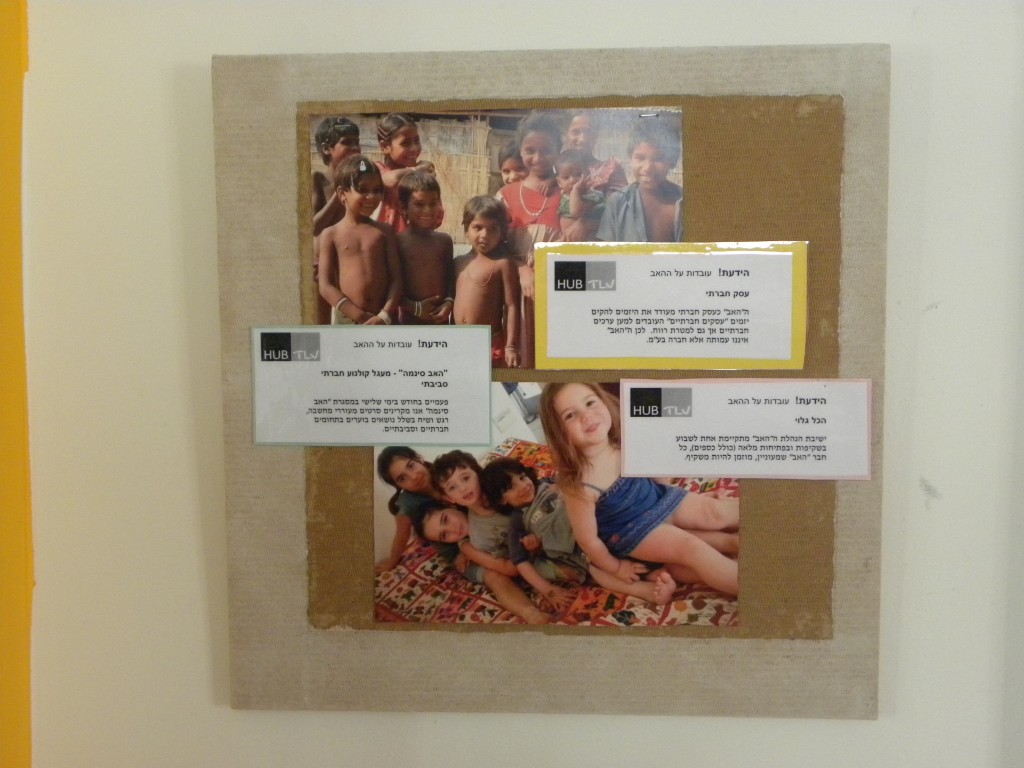 HUB TLV
הידעת! עובדות על ההאב
עסק חברתי
ה"האב" כעסק חברתי מעודד את היזמים להקים
יזמים "עסקים חברתיים" העובדים למען ערכים
חברתיים אך גם למטרת רווח. לכן ה"האב"
איננו עמותה אלא חברה בע"מ.
HUB TLV
הידעת! עובדות על ההאב
"האב סינמה" - מעגל קולנוע חברתי
סביבתי
פעמיים בחודש בימי שלישי במסגרת "האב
סינמה" אנו מקרינים סרטים מעוררי מחשבה,
רגש ושיח בשלל נושאים בוערים בתחומים
חברתיים וסביבתיים.
HUB TLV
הידעת! עובדות על ההאב
הכל גלוי
ישיבת הנהלת ה"האב" מתקיימת אחת לשבוע
בשקיפות ובפתיחות מלאה (כולל כספים), כל
חבר "האב" שמעוניין, מוזמן להיות משקיף.